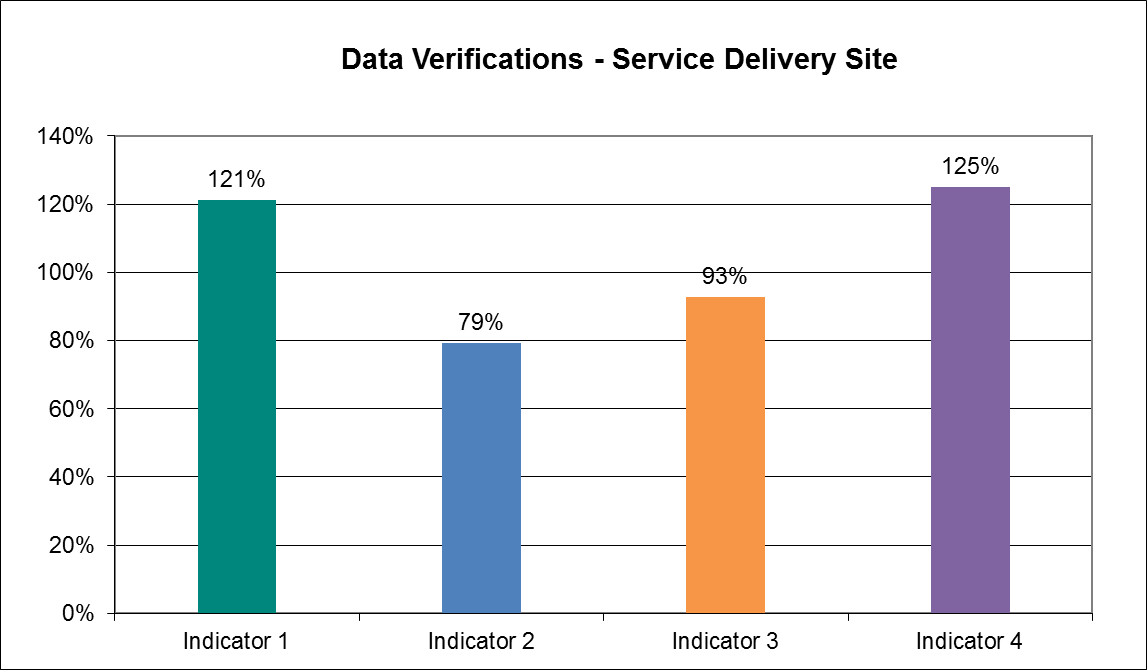 Data Verifications - Service Delivery Site
140%
120%
100%
80%
60%
40%
20%
0%
121%
79%
93%
125%
Indicator 1
Indicator 2
Indicator 3
Indicator 4